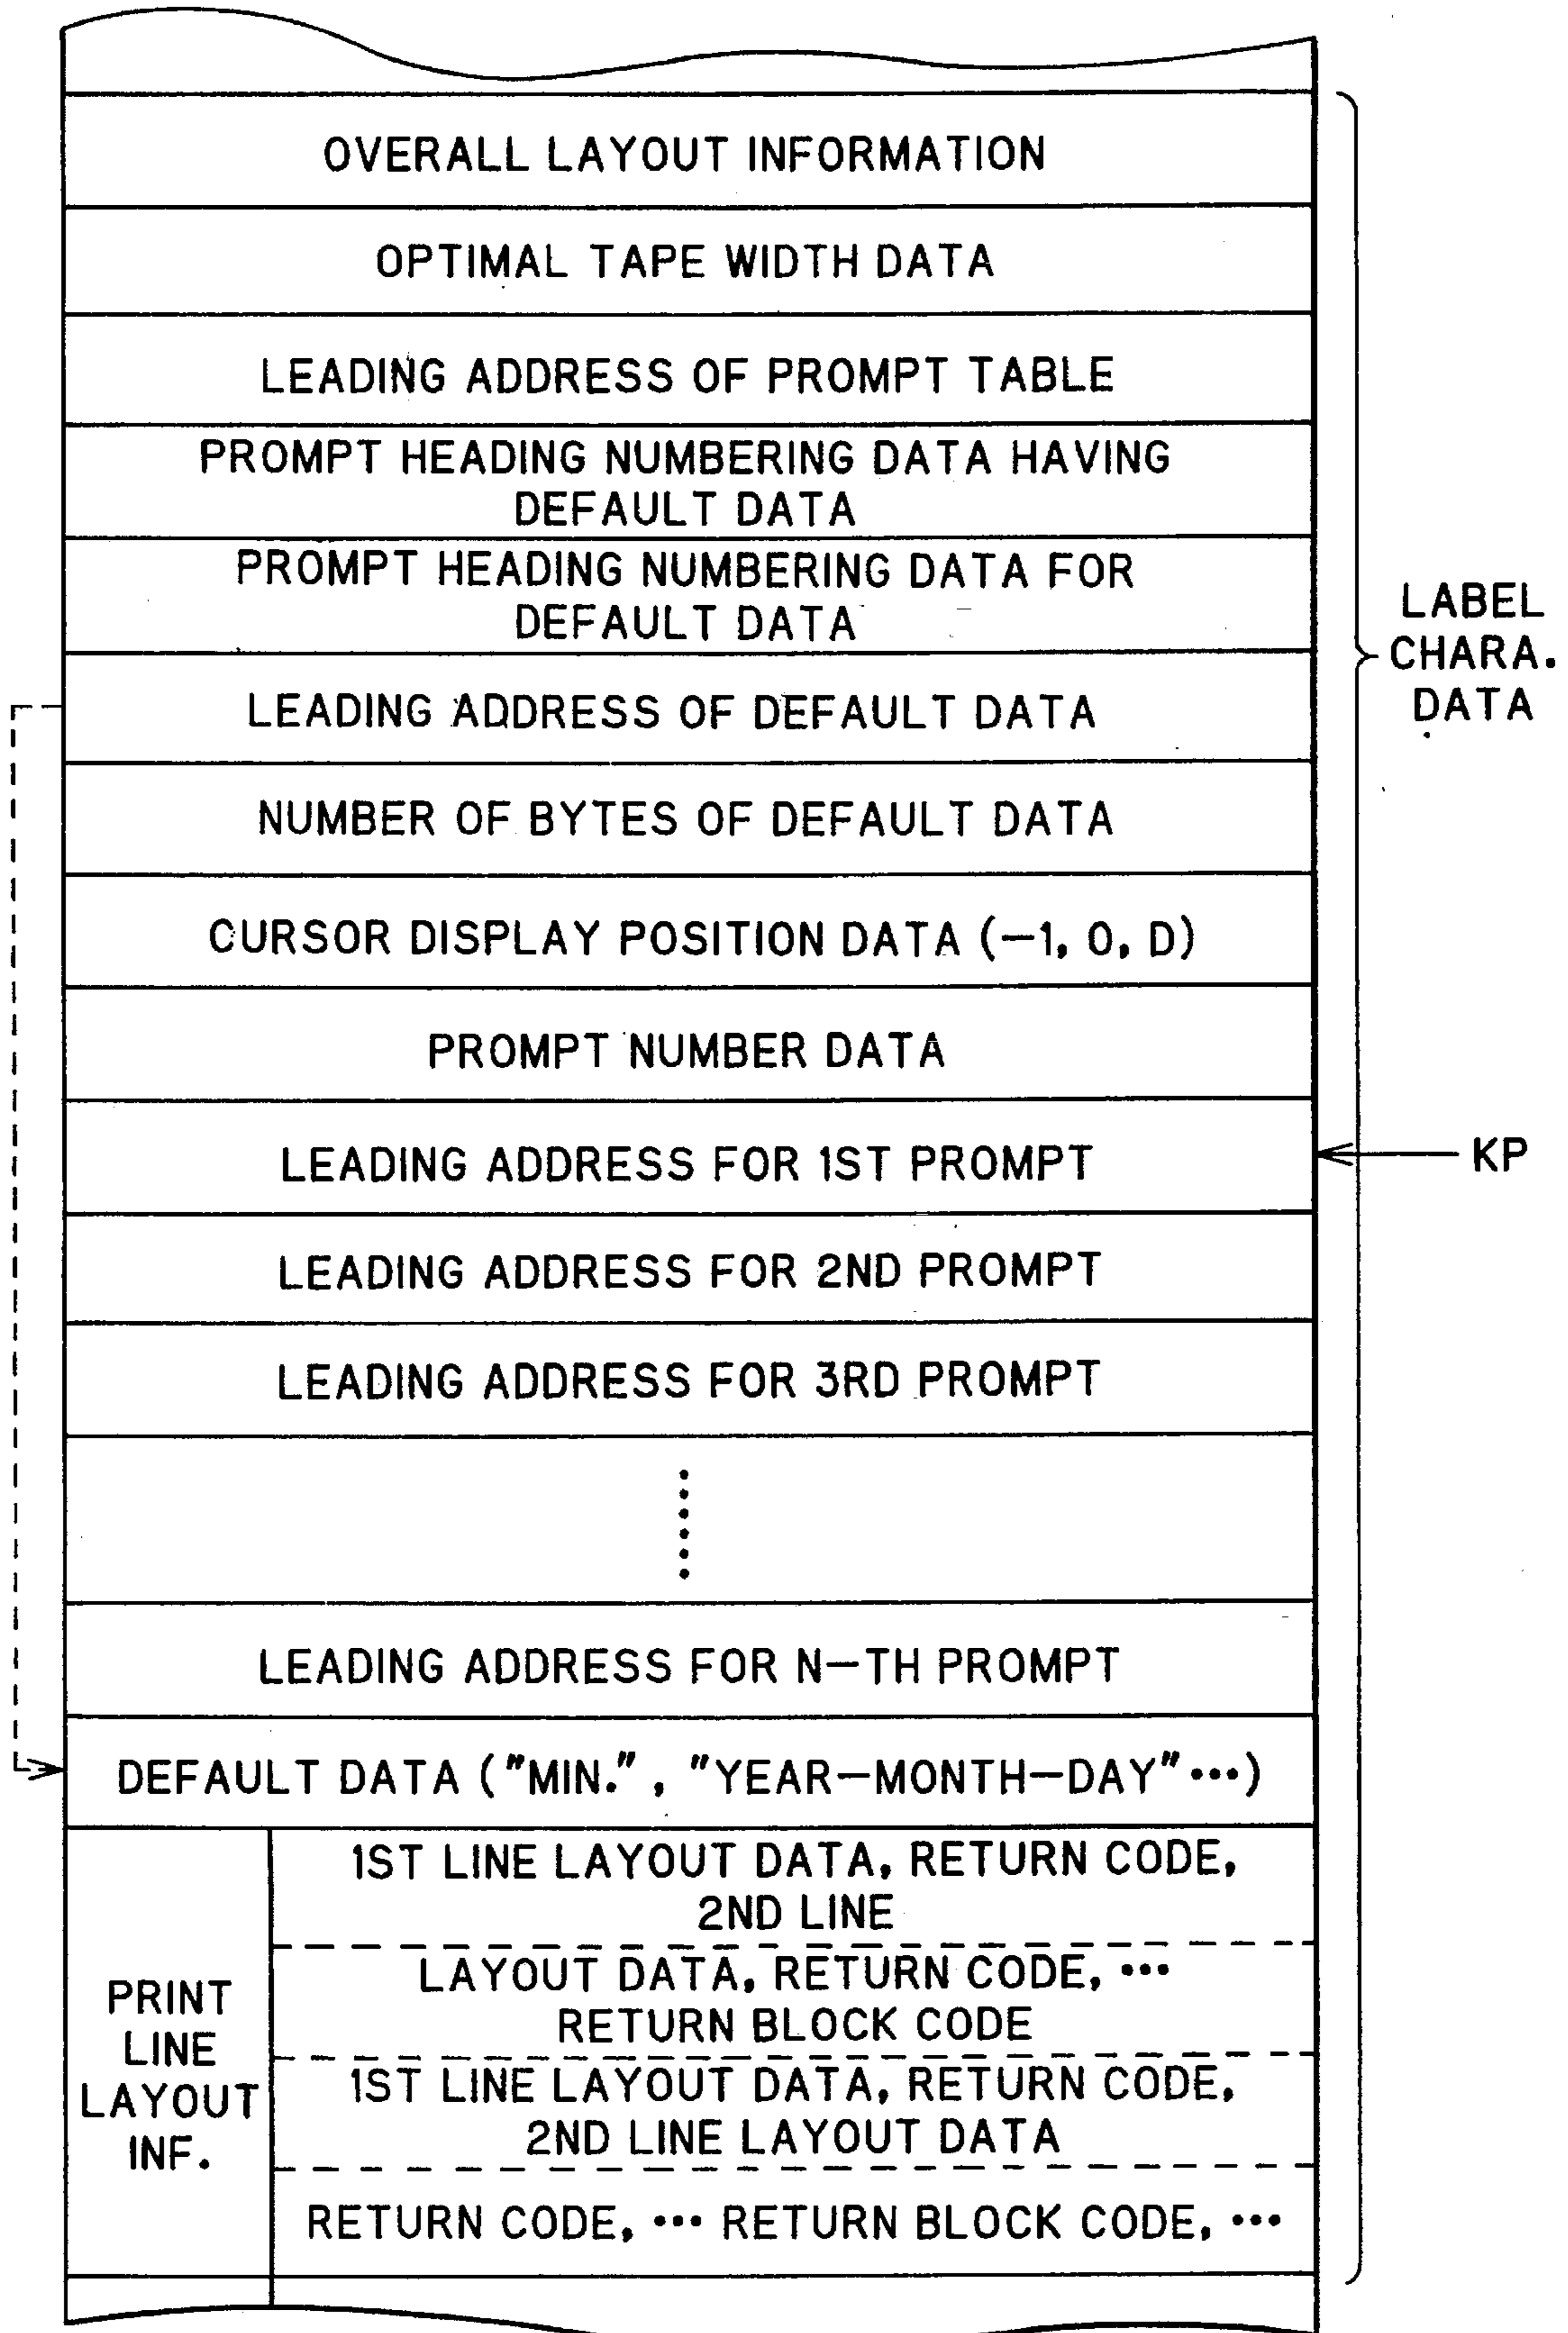 OVERALL LAYOUT INFORMATION
OPTIMAL TAPE WIDTH DATA
LEADING ADDRESS OF PROMPT TABLE
PROMPT HEADING NUMBERING DATA HAVING
DEFAULT DATA
PROMPT HEADING NUMBERING DATA FOR
DEFAULT DATA
LEADING ADDRESS OF DEFAULT DATA
NUMBER OF BYTES OF DEFAULT DATA
CURSOR DISPLAY POSITION DATA (−1, 0, D)
PROMPT NUMBER DATA
LEADING ADDRESS FOR 1ST PROMPT
LEADING ADDRESS FOR 2ND PROMPT
LEADING ADDRESS FOR 3RD PROMPT
LEADING ADDRESS FOR N−TH PROMPT
DEFAULT DATA ("MIN.", "YEAR−MONTH−DAY"•••)
PRINT
LINE
LAYOUT
INF.
1ST LINE LAYOUT DATA, RETURN CODE,
2ND LINE
LAYOUT DATA, RETURN CODE, •••
RETURN BLOCK CODE
1ST LINE LAYOUT DATA, RETURN CODE,
2ND LINE LAYOUT DATA
RETURN CODE, ••• RETURN BLOCK CODE, •••
LABEL
CHARA.
DATA
KP